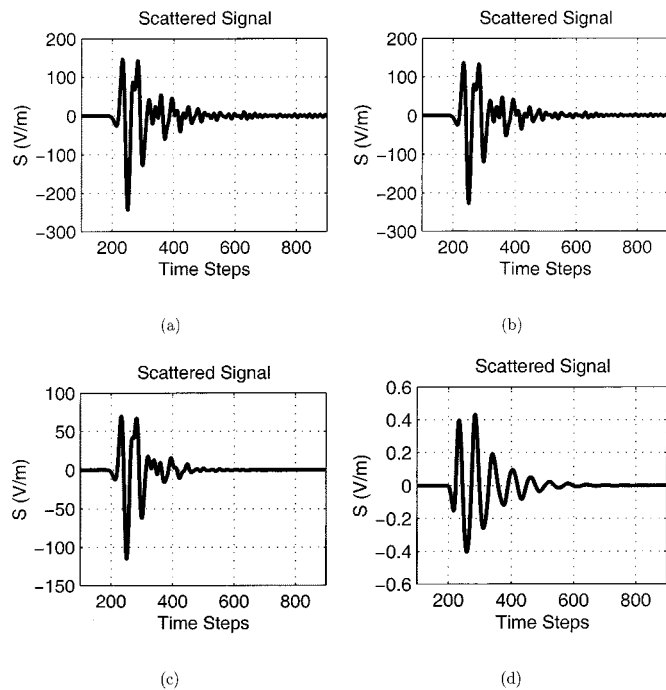 Scattered Signal
200
100
0
−100
−200
−300
S (V/m)
200 400 600 800
Time Steps
(a)
Scattered Signal
200
100
0
−100
−200
−300
S (V/m)
200 400 600 800
Time Steps
(b)
Scattered Signal
100
50
0
−50
−100
−150
S (V/m)
200 400 600 800
Time Steps
(c)
Scattered Signal
0.6
0.4
0.2
0
−0.2
−0.4
−0.6
S (V/m)
200 400 600 800
Time Steps
(d)